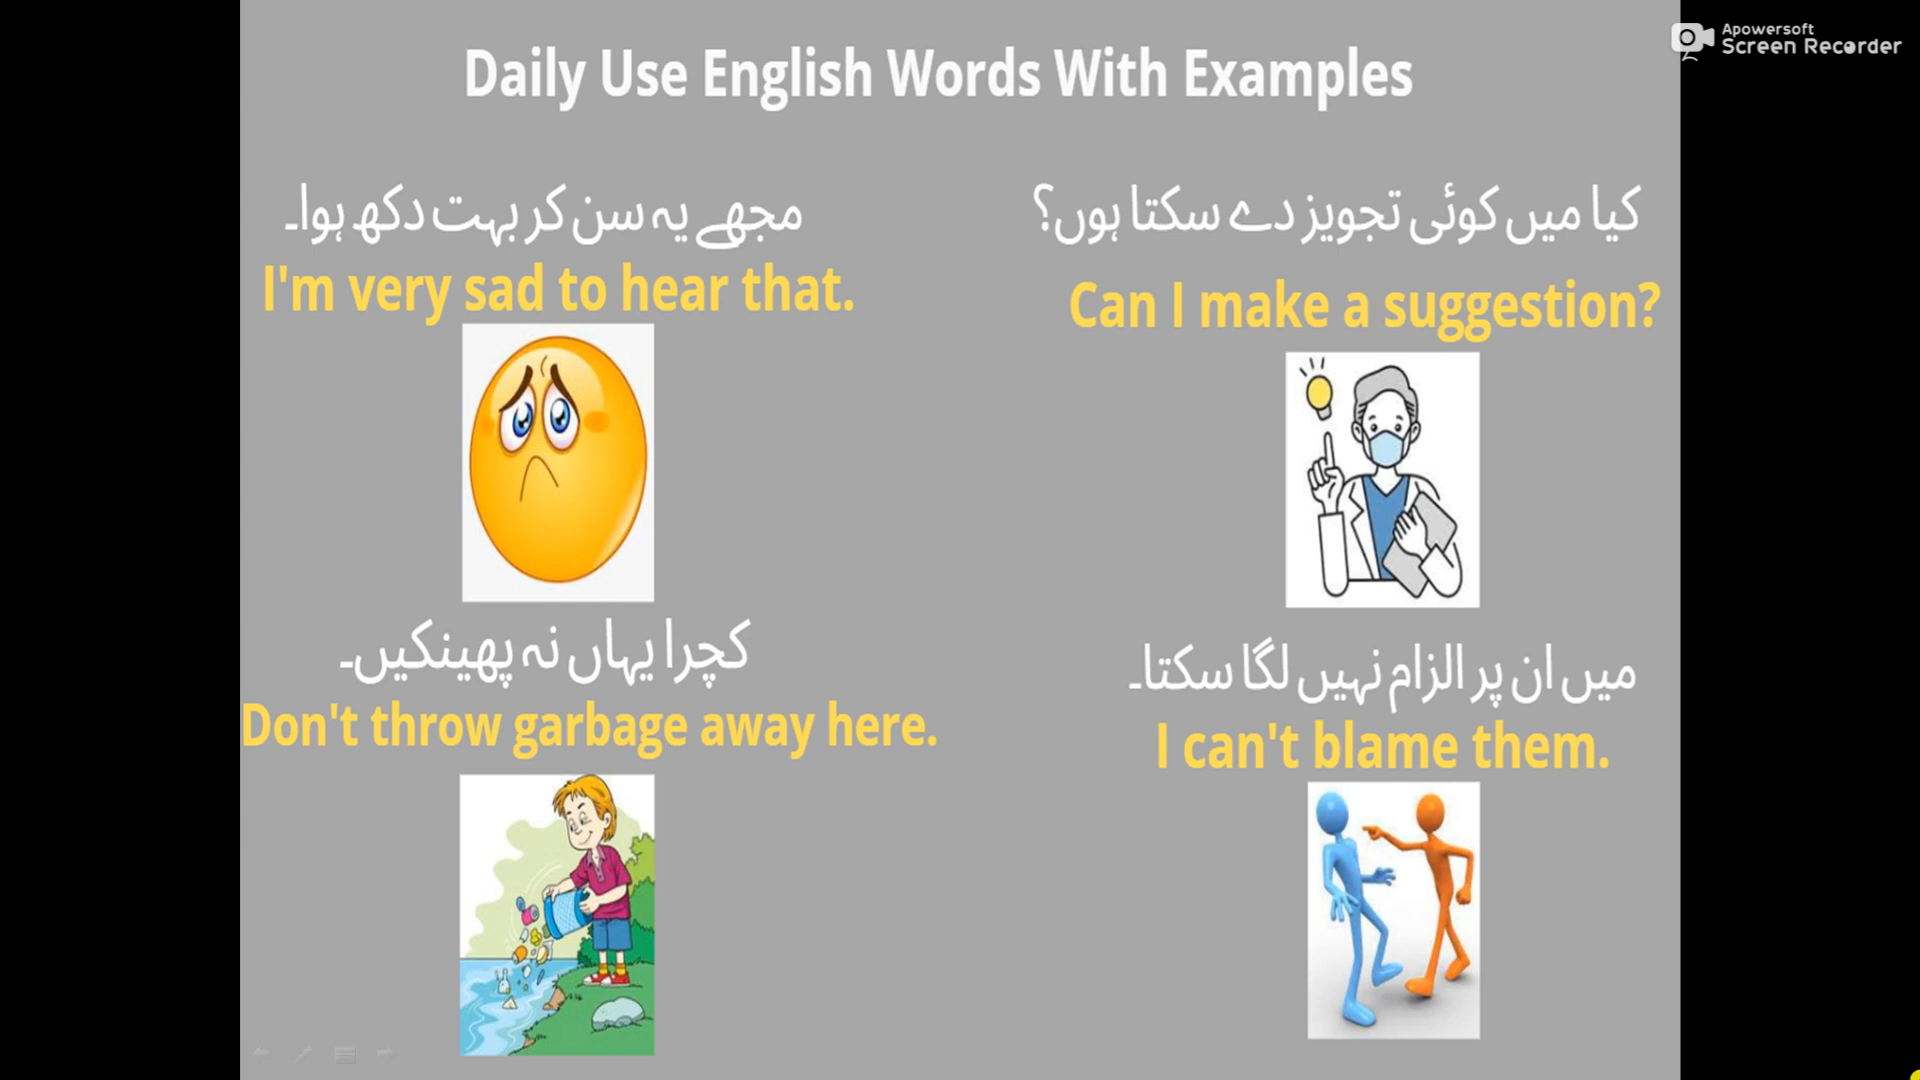 Apowersoft
Screen Recorder
Daily Use English Words With Examples
مجھے یہ سن کر بہت دکھ ہوا۔
I'm very sad to hear that.
کیا میں کوئی تجویز دے سکتا ہوں؟
Can I make a suggestion?
کچرا یہاں نہ پھینکیں۔
Don't throw garbage away here.
میں ان پر الزام نہیں لگا سکتا۔
I can't blame them.